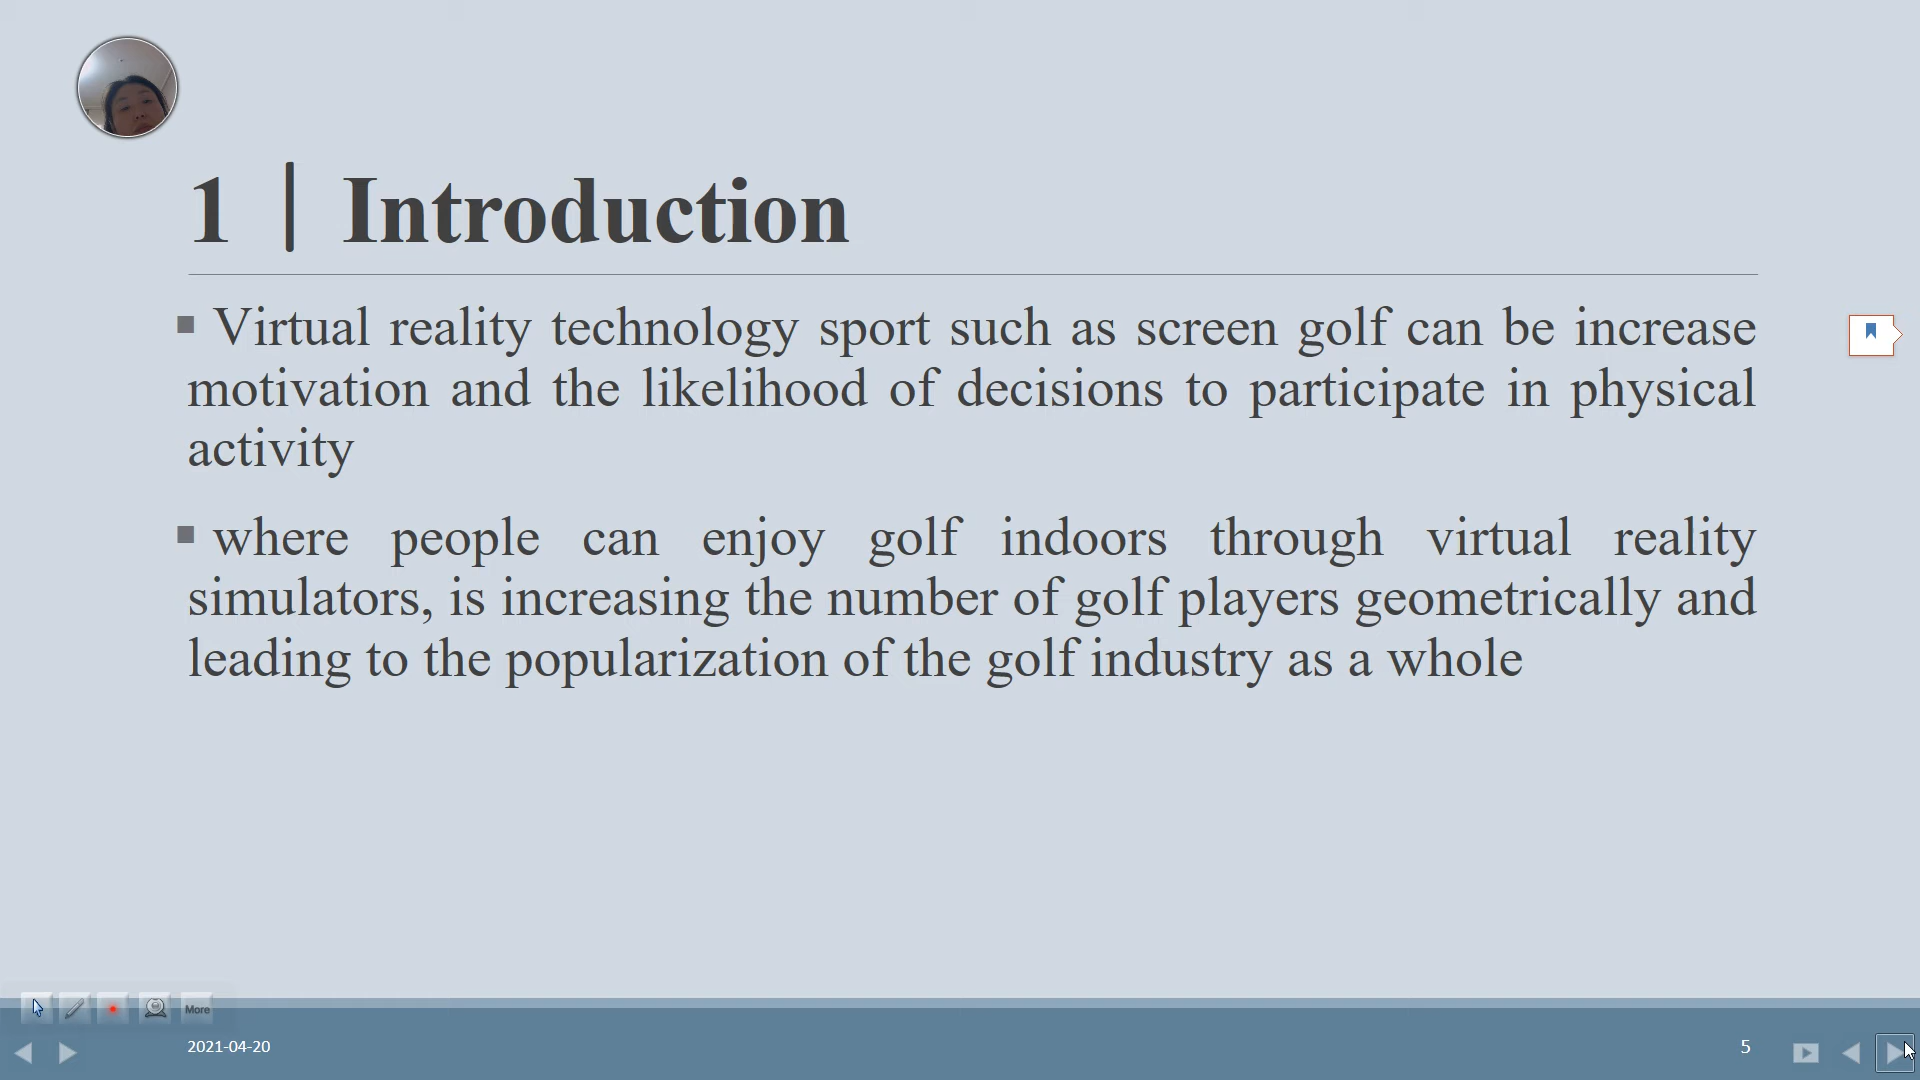 1 | Introduction
Virtual reality technology sport such as screen golf can be increase
motivation and the likelihood of decisions to participate in physical
activity
where people can enjoy golf indoors through virtual reality
simulators, is increasing the number of golf players geometrically and
leading to the popularization of the golf industry as a whole
More
2021-04-20
5